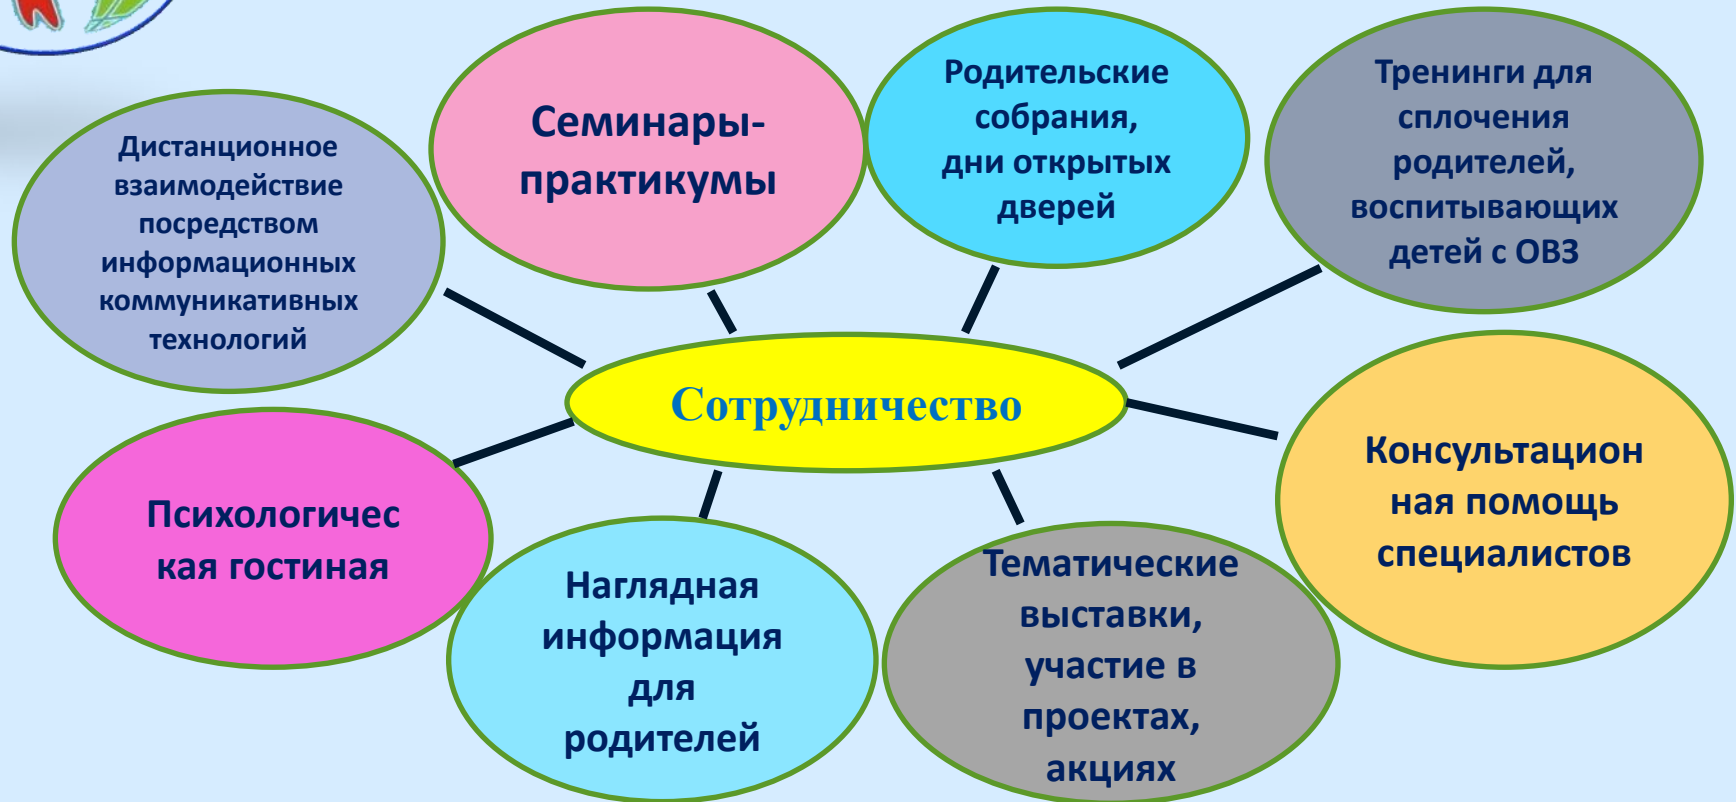 Дистанционное
взаимодействие
посредством
информационных
коммуникативных
технологий
Семинары-
практикумы
Родительские
собрания,
дни открытых
дверей
Тренинги для
сплочения
родителей,
воспитывающих
детей с ОВЗ
Сотрудничество
Психологичес
кая гостиная
Наглядная
информация
для
родителей
Тематические
выставки,
участие в
проектах,
акциях
Консультацион
ная помощь
специалистов